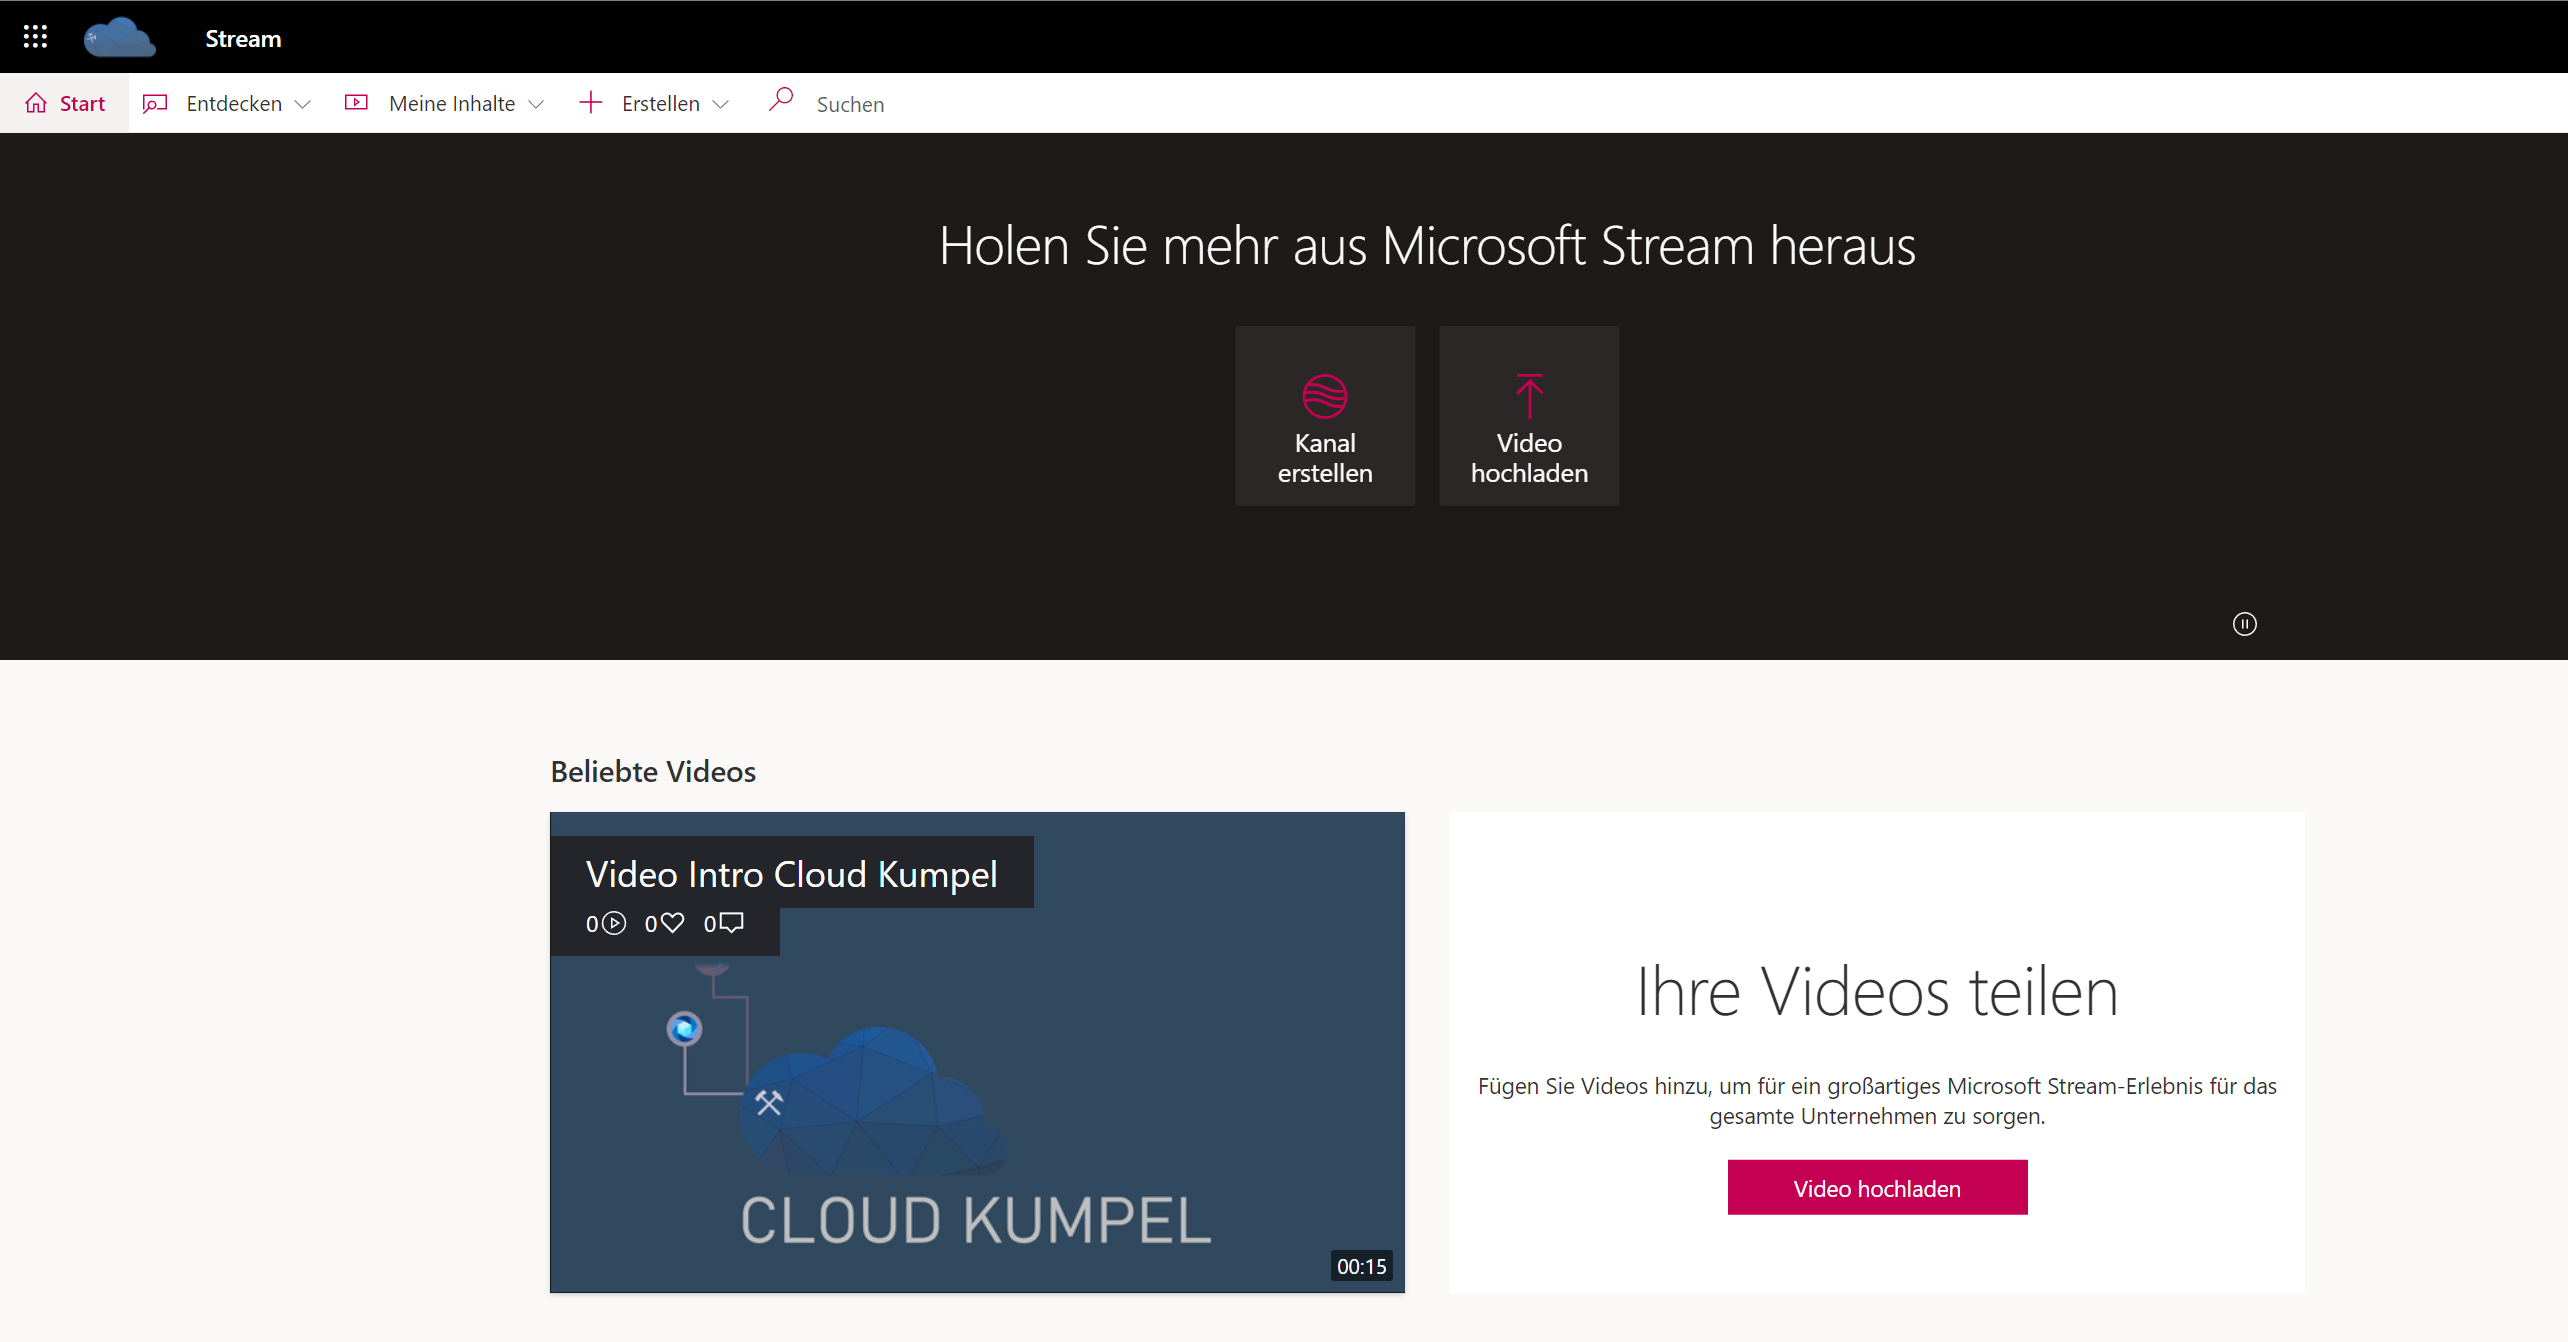 Stream
Start Entdecken Meine Inhalte Erstellen Suchen
Holen Sie mehr aus Microsoft Stream heraus
Kanal
erstellen
Video
hochladen
Beliebte Videos
Video Intro Cloud Kumpel
0 0 0
CLOUD KUMPEL
00:15
Ihre Videos teilen
Fügen Sie Videos hinzu, um für ein großartiges Microsoft Stream-Erlebnis für das
gesamte Unternehmen zu sorgen.
Video hochladen